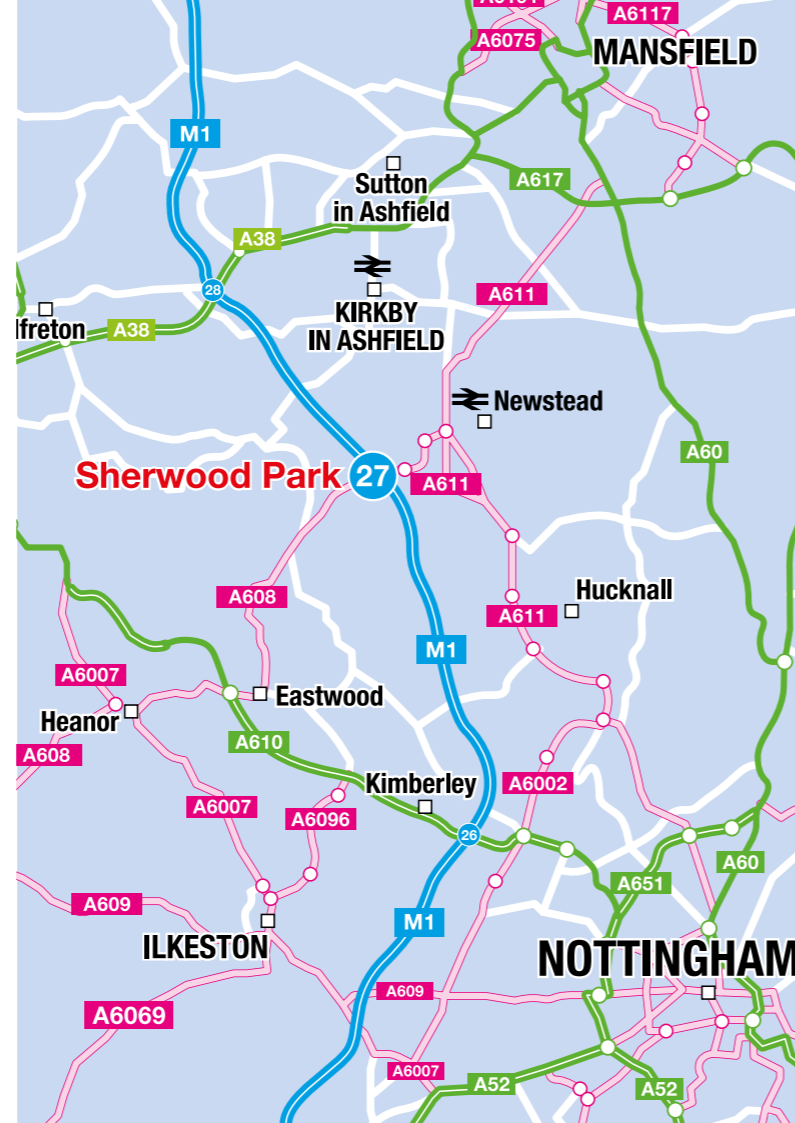 A6117
A6075
MANSFIELD
M1
Sutton
in Ashfield
A617
A38
28
A611
KIRKBY
IN ASHFIELD
lfreton
A38
Newstead
A60
Sherwood Park
27
A611
Hucknall
A608
A611
M1
A6007
Eastwood
Heanor
A610
A608
Kimberley
A6002
A6007
A6096
26
A60
A651
A609
M1
ILKESTON
NOTTINGHAM
A609
A6069
A6007
A52
A52